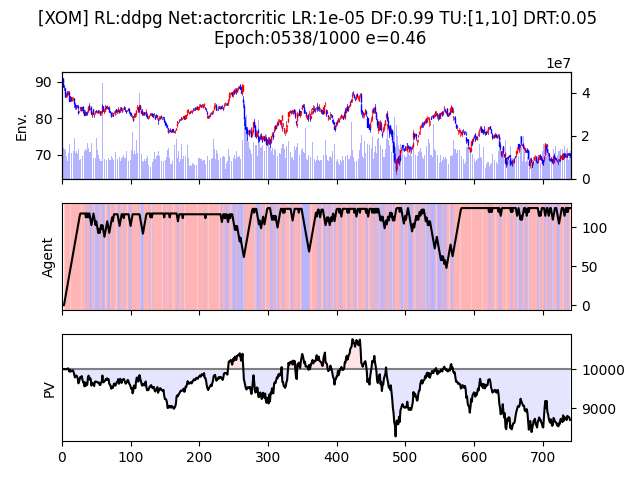 [XOM] RL:ddpg Net:actorcritic LR:1e-05 DF:0.99 TU:[1,10] DRT:0.05
Epoch:0538/1000 e=0.46
1e7
90
80
70
Env.
4
2
0
Agent
100
50
0
PV
10000
9000
0 100 200 300 400 500 600 700